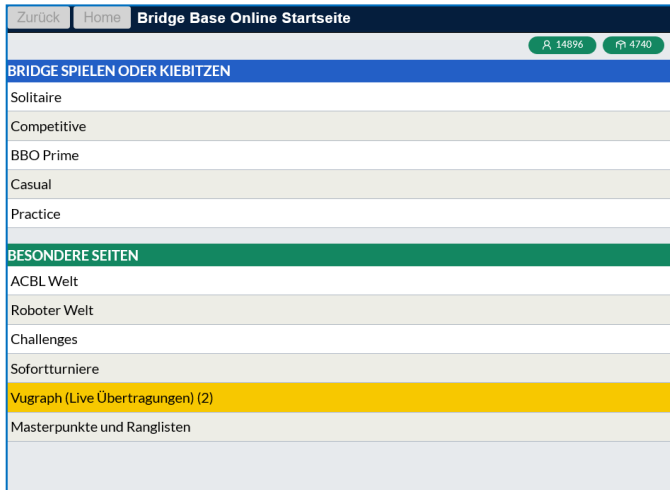 Zurück Home Bridge Base Online Startseite
14896 4740
BRIDGE SPIELEN ODER KIEBITZEN
Solitaire
Competitive
BBO Prime
Casual
Practice
BESONDERE SEITEN
ACBL Welt
Roboter Welt
Challenges
Sofortturniere
Vugraph (Live Übertragungen) (2)
Masterpunkte und Ranglisten